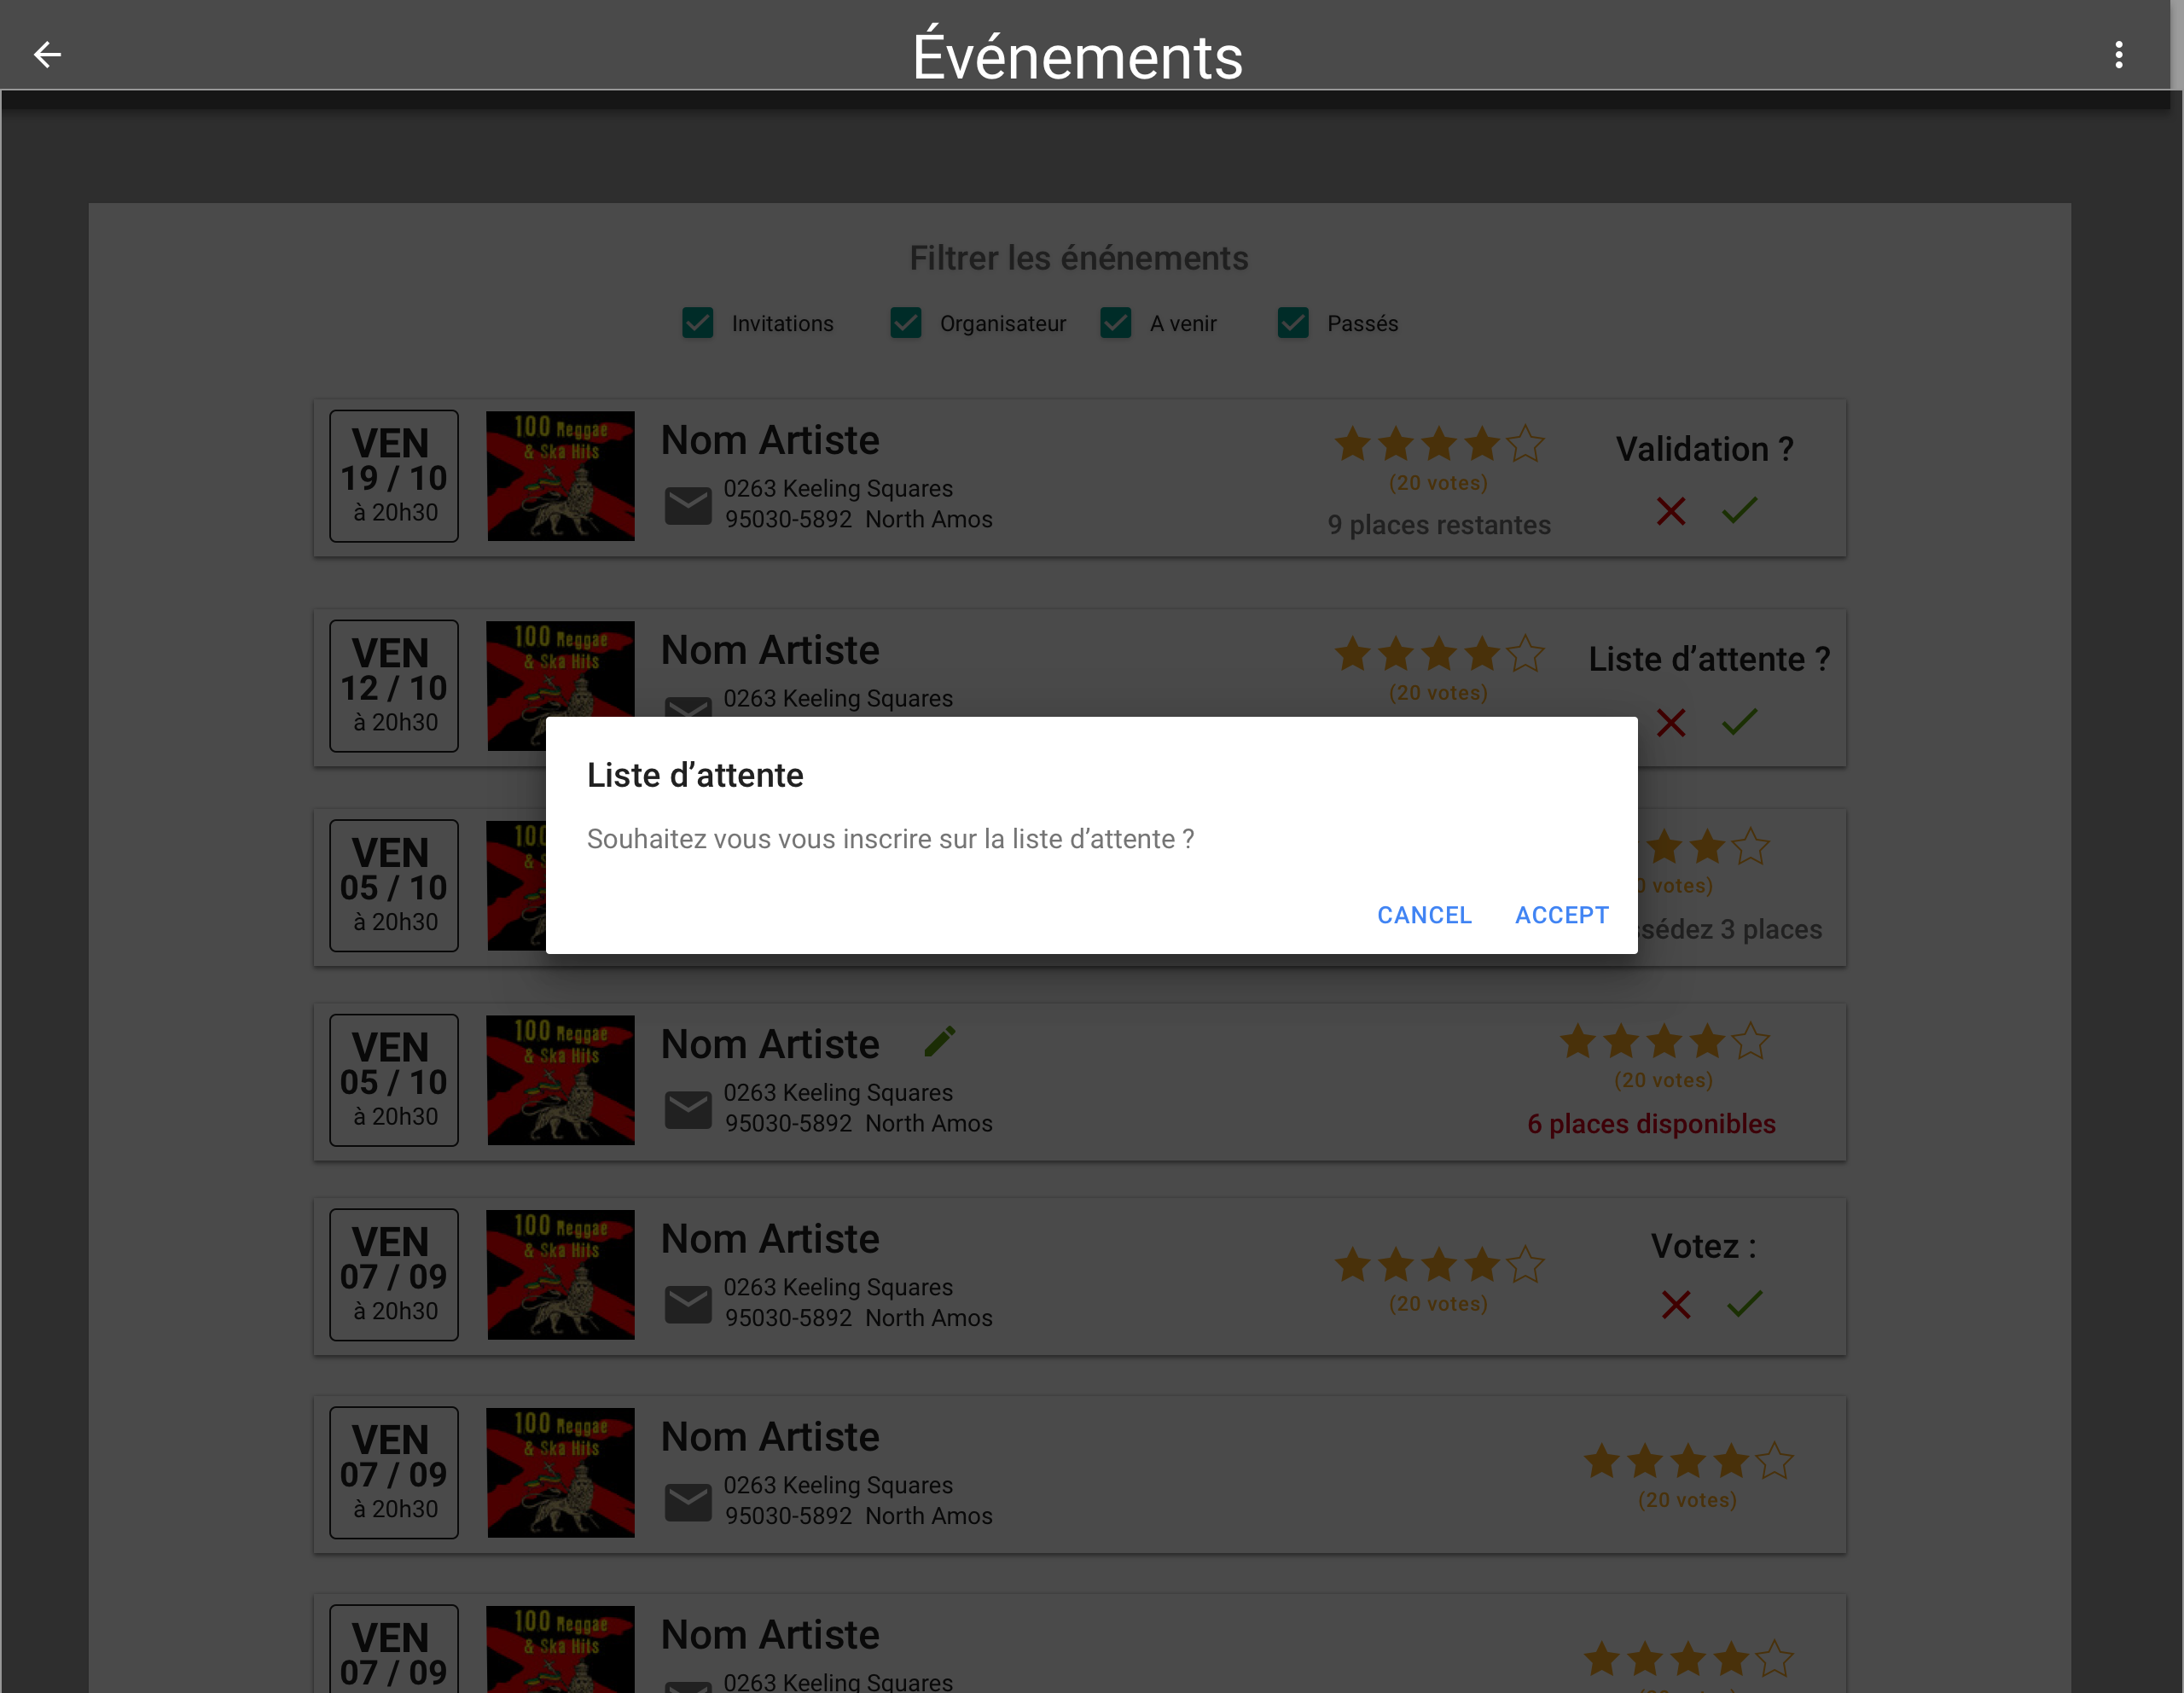 Événements
Filtrer les énénements
Invitations Organisateur A venir Passés
VEN
19 / 10
à 20h30
100 Reggae
& Ska Hits
Nom Artiste
0263 Keeling Squares
95030-5892 North Amos
(20 votes)
9 places restantes
Validation ?
VEN
12 / 10
à 20h30
100 Reggae
& Ska Hits
Nom Artiste
0263 Keeling Squares
(20 votes)
Liste d’attente ?
Liste d’attente
Souhaitez vous vous inscrire sur la liste d’attente ?
CANCEL ACCEPT
VEN
05 / 10
à 20h30
votes)
3 places
VEN
05 / 10
à 20h30
100 Reggae
& Ska Hits
Nom Artiste
0263 Keeling Squares
95030-5892 North Amos
(20 votes)
6 places disponibles
VEN
07 / 09
à 20h30
100 Reggae
& Ska Hits
Nom Artiste
0263 Keeling Squares
95030-5892 North Amos
(20 votes)
Votez :
VEN
07 / 09
à 20h30
100 Reggae
& Ska Hits
Nom Artiste
0263 Keeling Squares
95030-5892 North Amos
(20 votes)
VEN
07 / 09
100 Reggae
& Ska Hits
Nom Artiste
0263 Keeling Squares